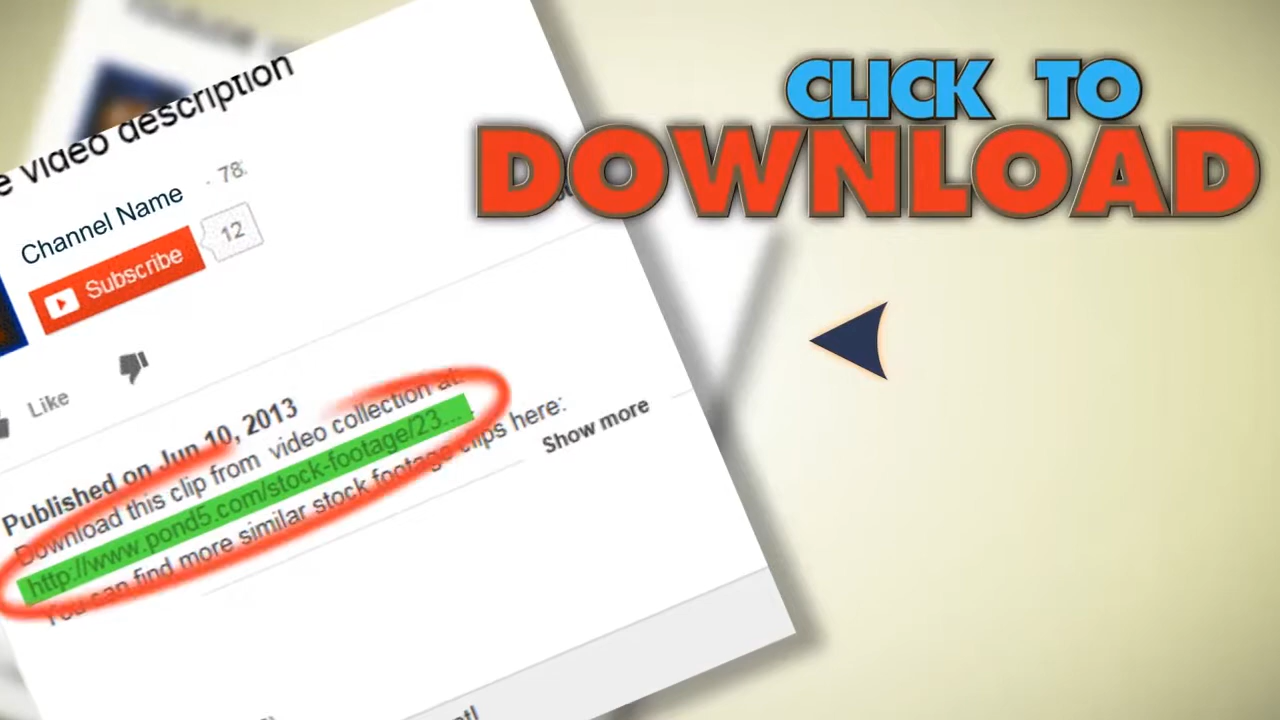 CLICK TO
DOWNLOAD
e video description
Channel Name
78
Subscribe
12
Like
Published on Jun 10, 2013
Download this clip from video collection at
http://www.pond5.com/stock-footage/23...
You can find more similar stock footage clips here:
Show more